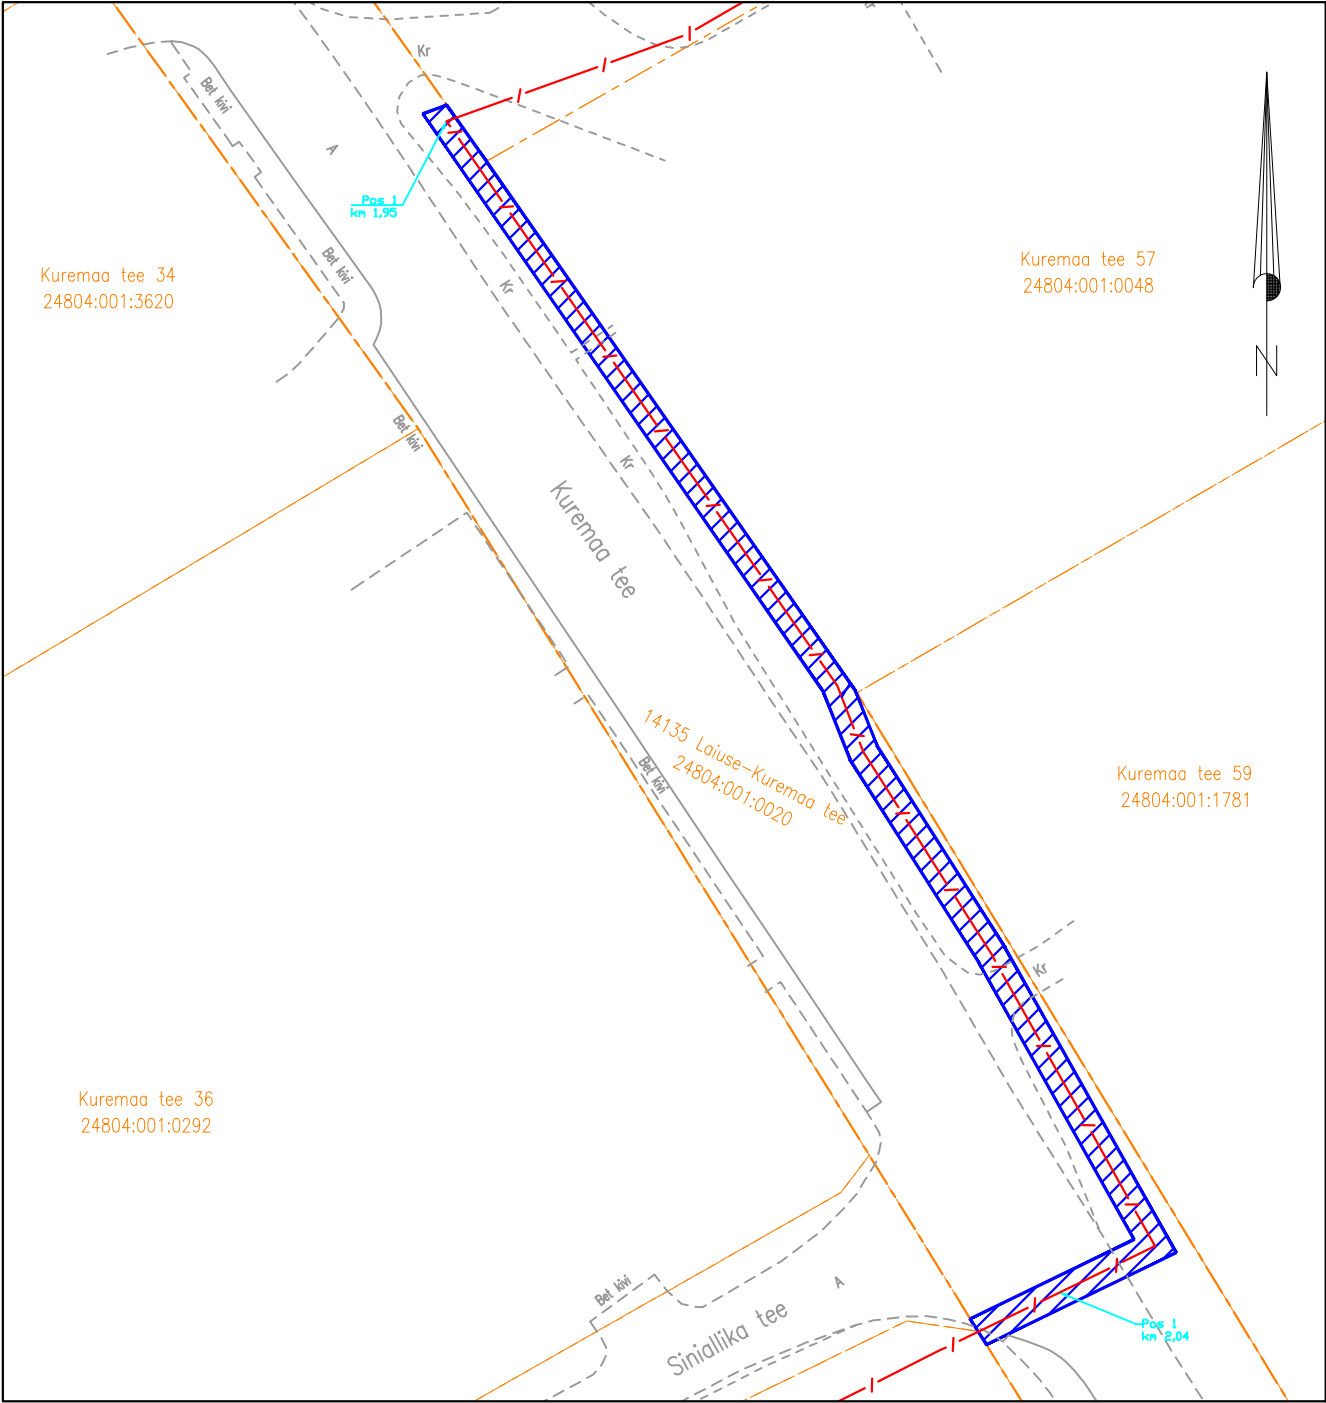 Kr
Bet kivi
A
Pos 1
km 1,95
Kuremaa tee 34
24804:001:3620
Bet kivi
Kr
Kuremaa tee 57
24804:001:0048
N
Bet kivi
Kr
Kuremaa tee
14135 Laiuse-Kuremaa tee
24804:001:0020
Bet kivi
Kuremaa tee 59
24804:001:1781
Kr
Kuremaa tee 36
24804:001:0292
Bet kivi
A
Siniallika tee
Pos 1
km 2,04